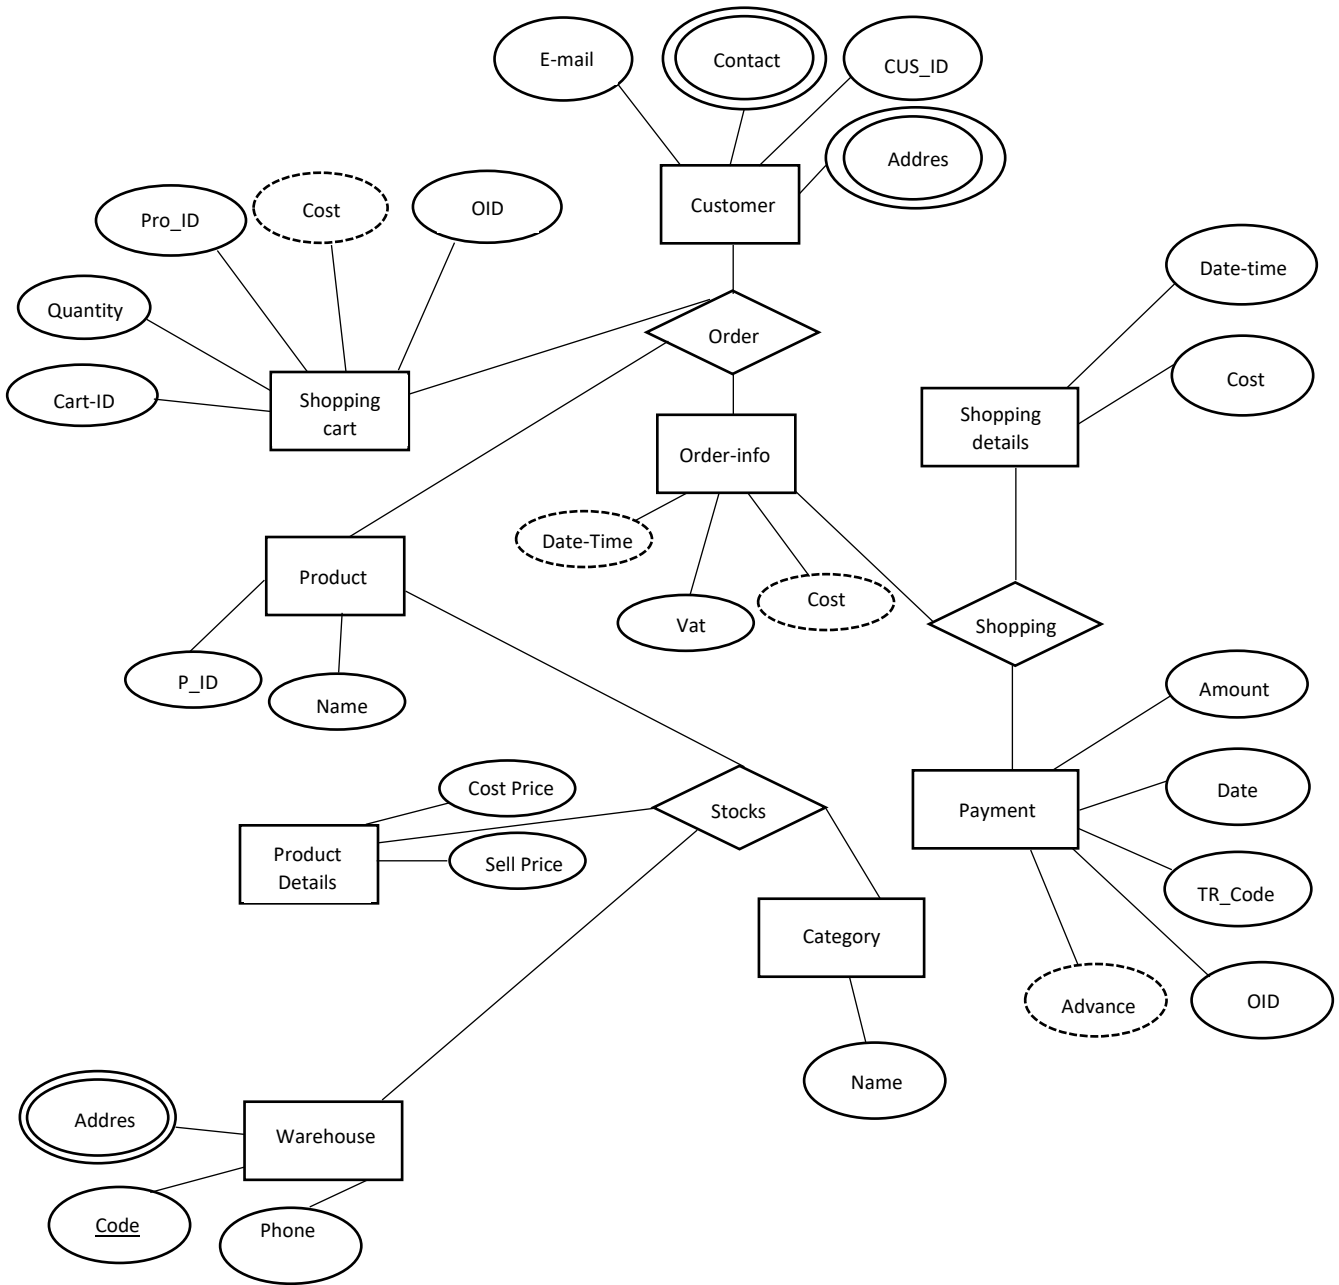 E-mail
Contact
CUS_ID
Addres
Customer
Pro_ID
Cost
OID
Quantity
Cart-ID
Shopping
cart
Order
Date-time
Cost
Shopping
details
Order-info
Date-Time
Vat
Cost
Shopping
Product
P_ID
Name
Amount
Date
TR_Code
OID
Advance
Payment
Cost Price
Sell Price
Product
Details
Stocks
Category
Name
Addres
Warehouse
Code
Phone